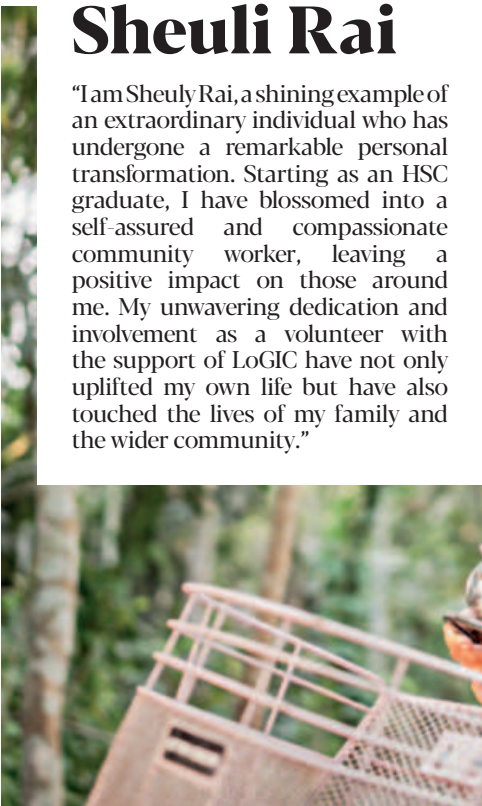 Sheuli Rai
“I am Sheuly Rai, a shining example of
an extraordinary individual who has
undergone a remarkable personal
transformation. Starting as an HSC
graduate, I have blossomed into a
self-assured and compassionate
community worker, leaving a
positive impact on those around
me. My unwavering dedication and
involvement as a volunteer with
the support of LoGIC have not only
uplifted my own life but have also
touched the lives of my family and
the wider community.”